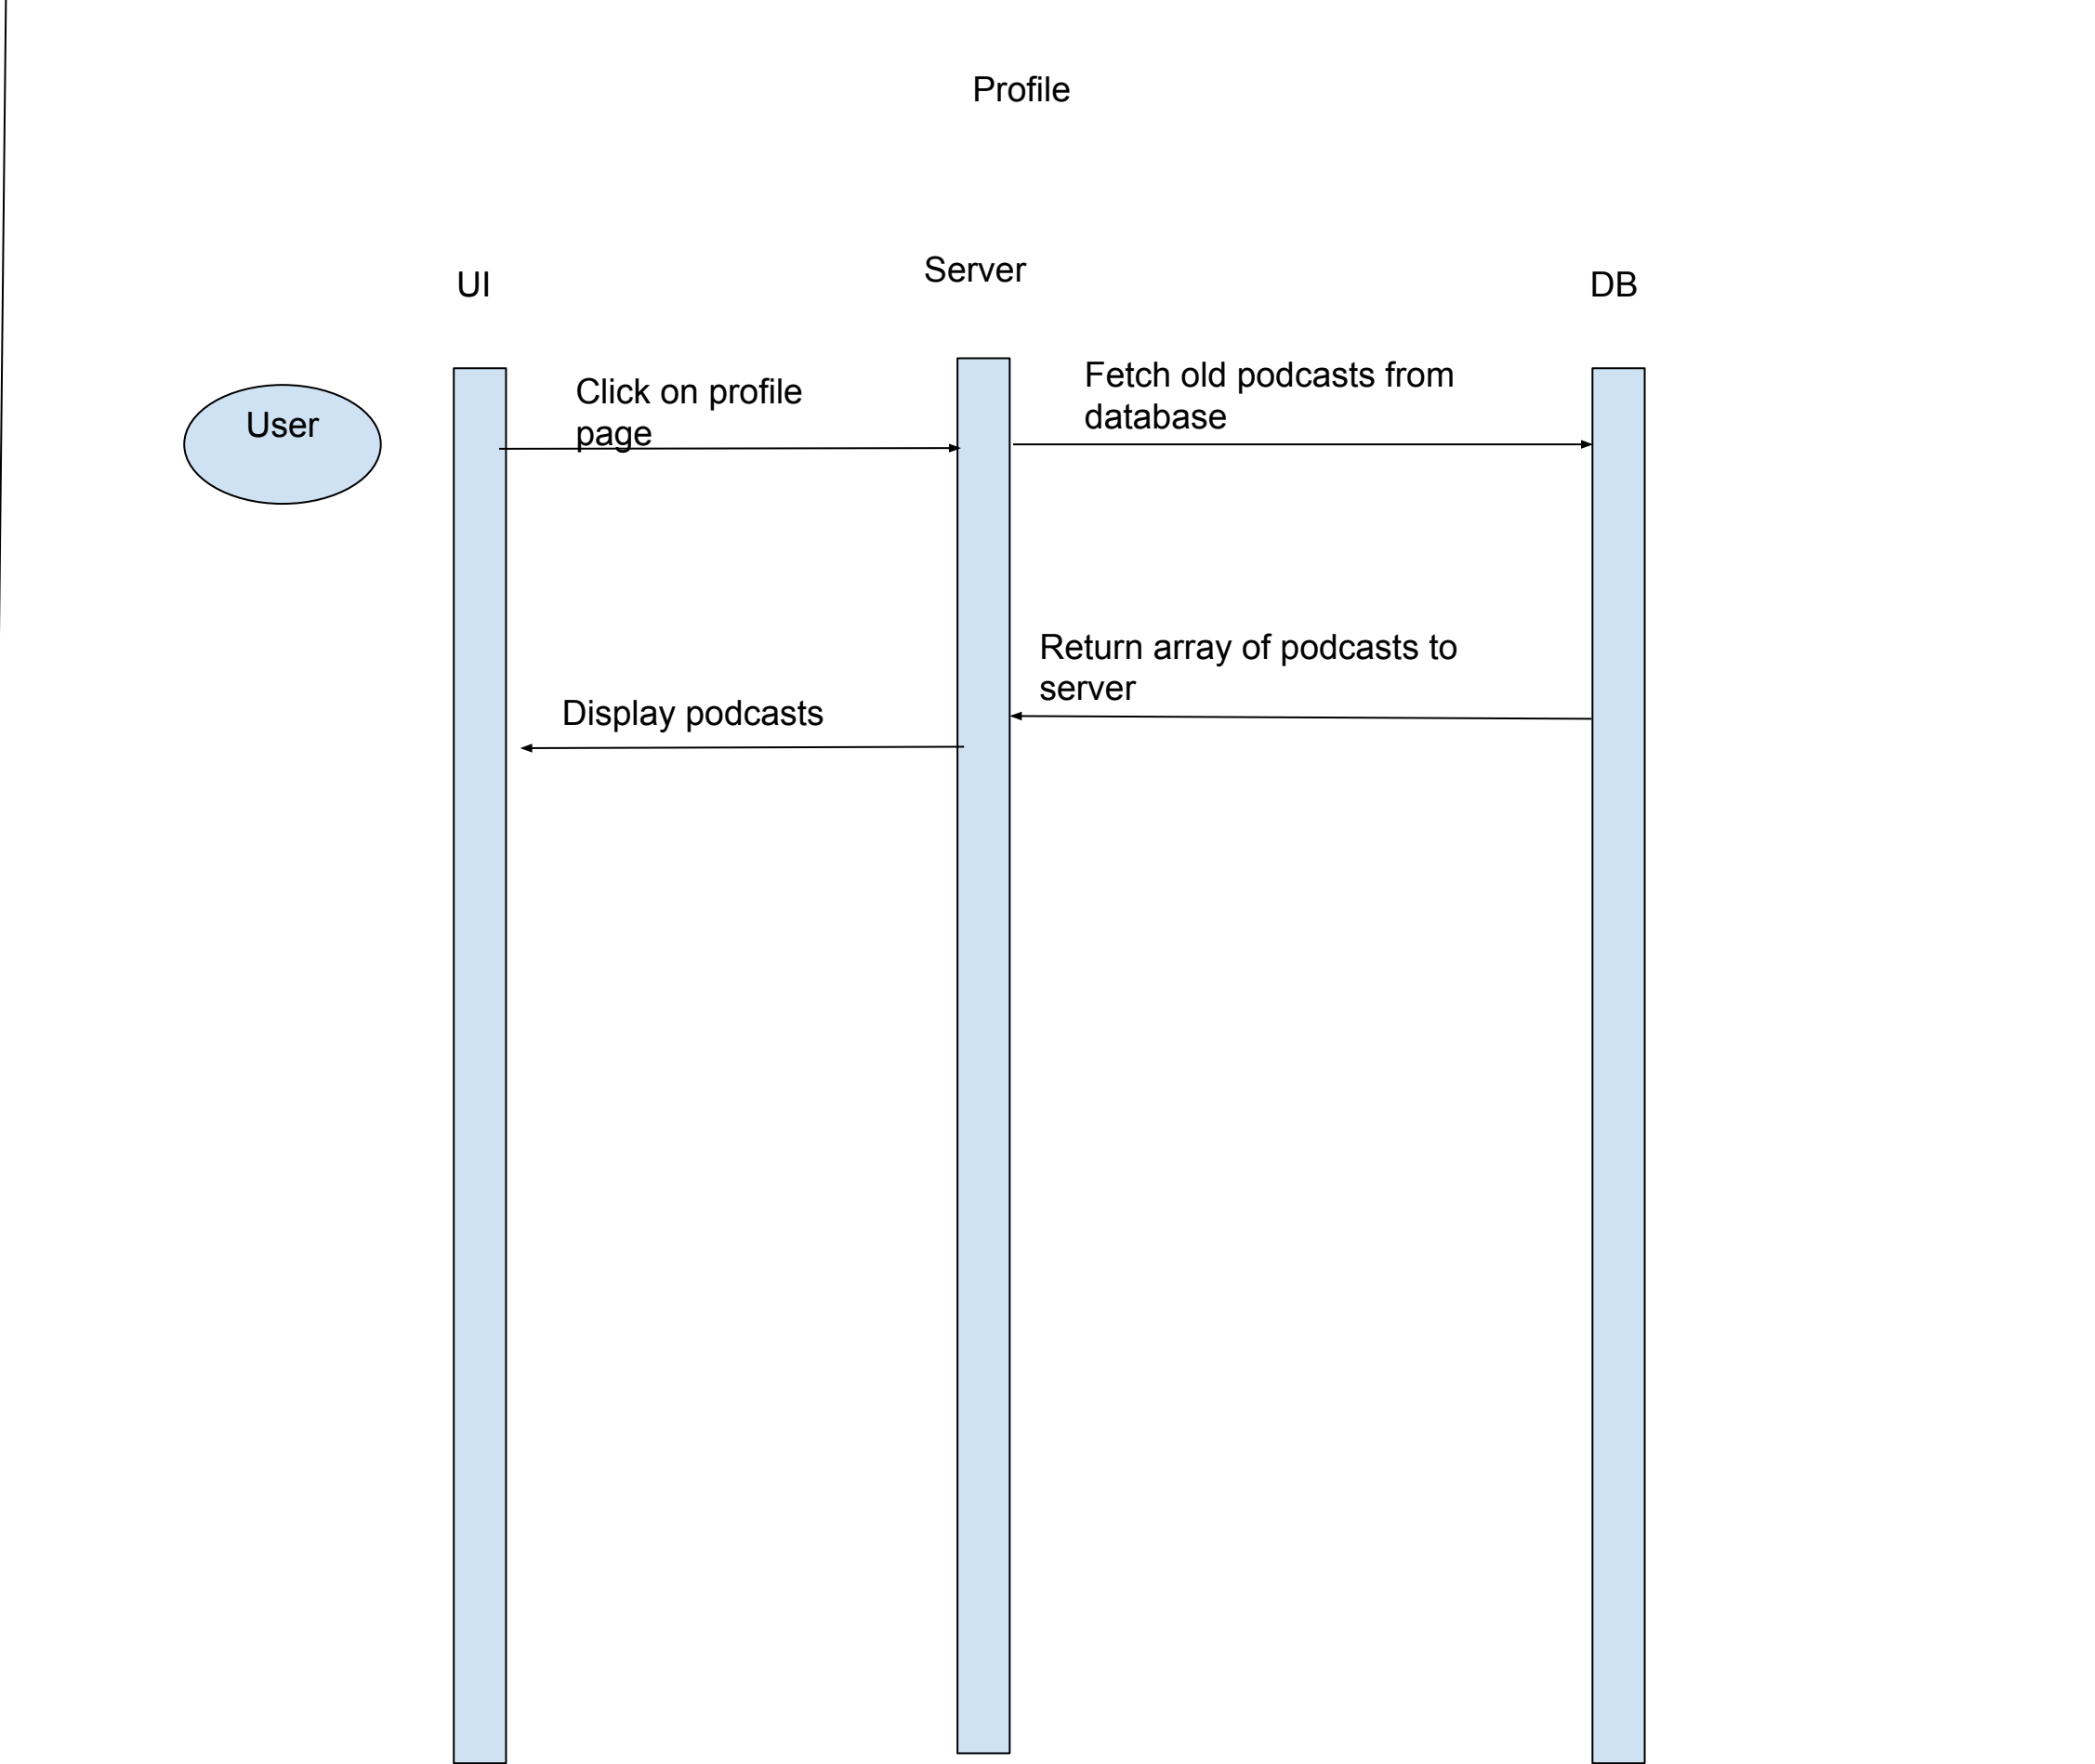 Profile
UI
Server
DB
User
Click on profile
page
Fetch old podcasts from
database
Return array of podcasts to
server
Display podcasts